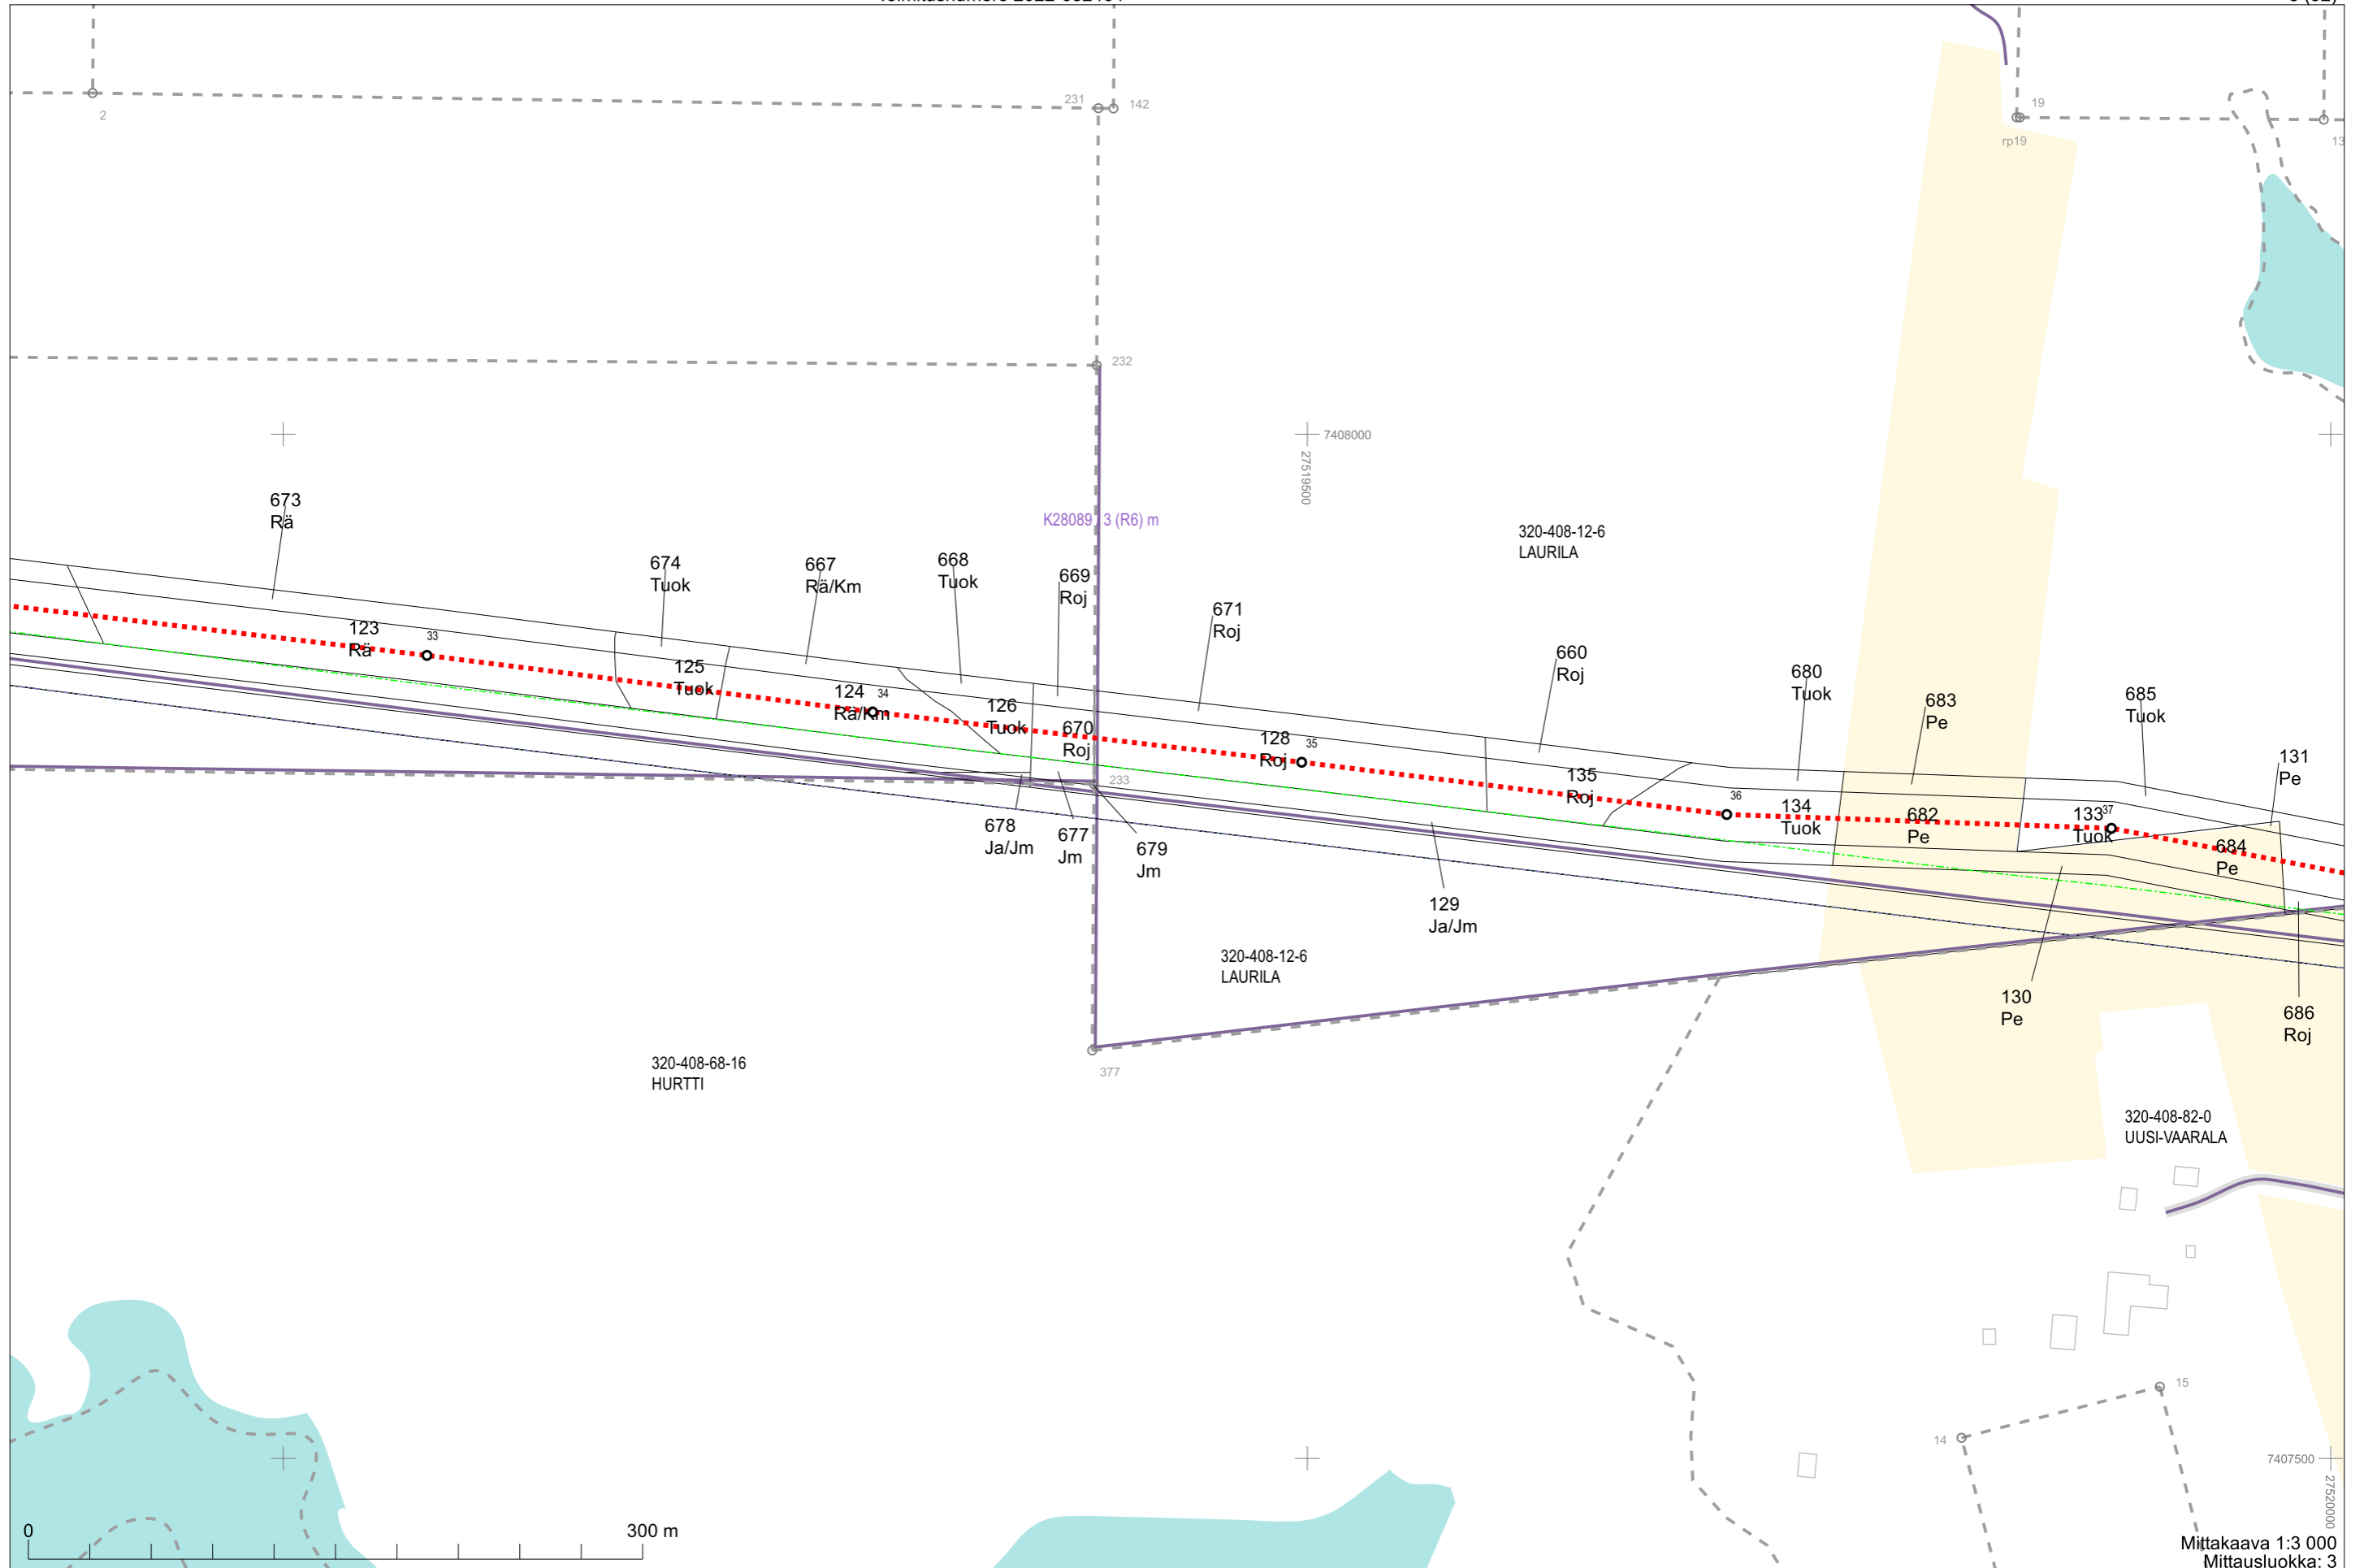 2
231
142
19
rp19
13
232
7408000
27519500
673
Rä
K28089
3 (R6) m
320-408-12-6
LAURILA
674
Tuok
667
Rä/Km
668
Tuok
669
Roj
671
Roj
660
Roj
680
Tuok
683
Pe
685
Tuok
131
Pe
123
Rä
33
125
Tuok
124
Rä/Km
34
126
Tuok
670
Roj
128
Roj
35
135
Roj
36
134
Tuok
682
Pe
133
Tuok
37
684
Pe
233
678
Ja/Jm
677
Jm
679
Jm
129
Ja/Jm
320-408-12-6
LAURILA
130
Pe
686
Roj
377
320-408-68-16
HURTTI
320-408-82-0
UUSI-VAARALA
15
14
7407500
27520000
0
300 m
Mittakaava 1:3 000
Mittausluokka: 3